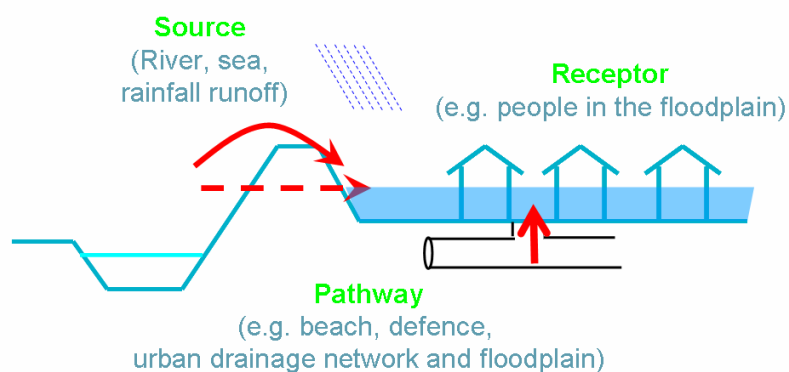 Source
(River, sea,
rainfall runoff)
Receptor
(e.g. people in the floodplain)
Pathway
(e.g. beach, defence,
urban drainage network and floodplain)